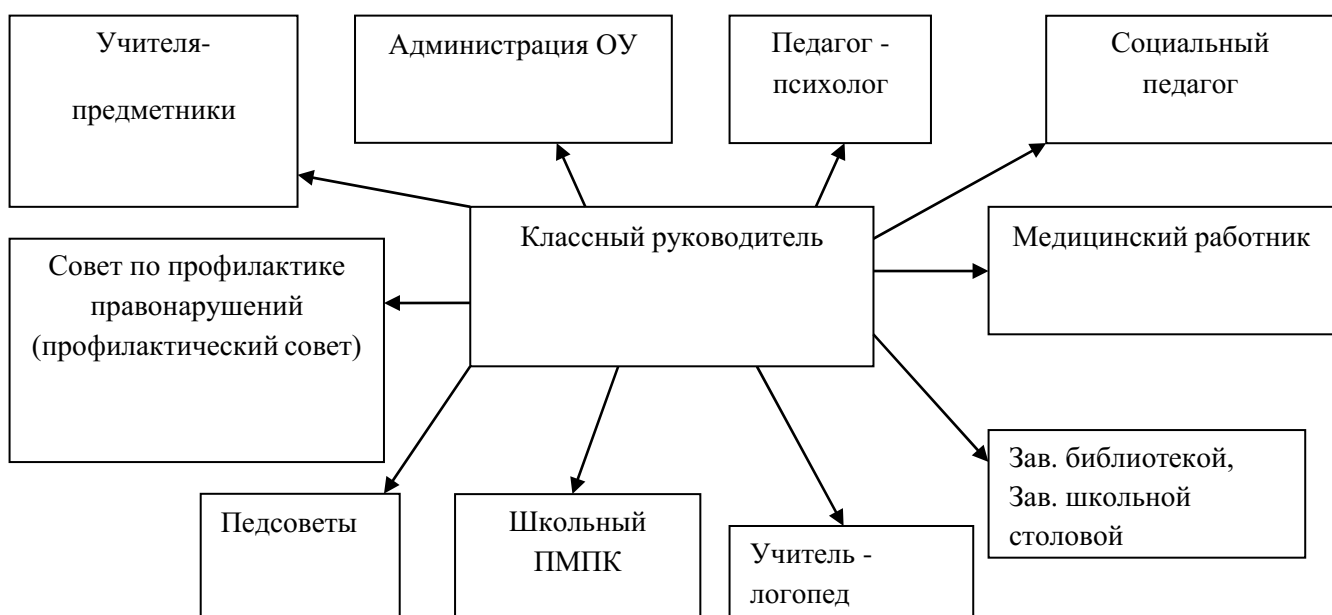 Учителя-
предметники
Администрация ОУ
Педагог -
психолог
Социальный
педагог
Классный руководитель
Медицинский работник
Совет по профилактике
правонарушений
(профилактический совет)
Зав. библиотекой,
Зав. школьной
столовой
Педсоветы
Школьный
ПМПК
Учитель -
логопед